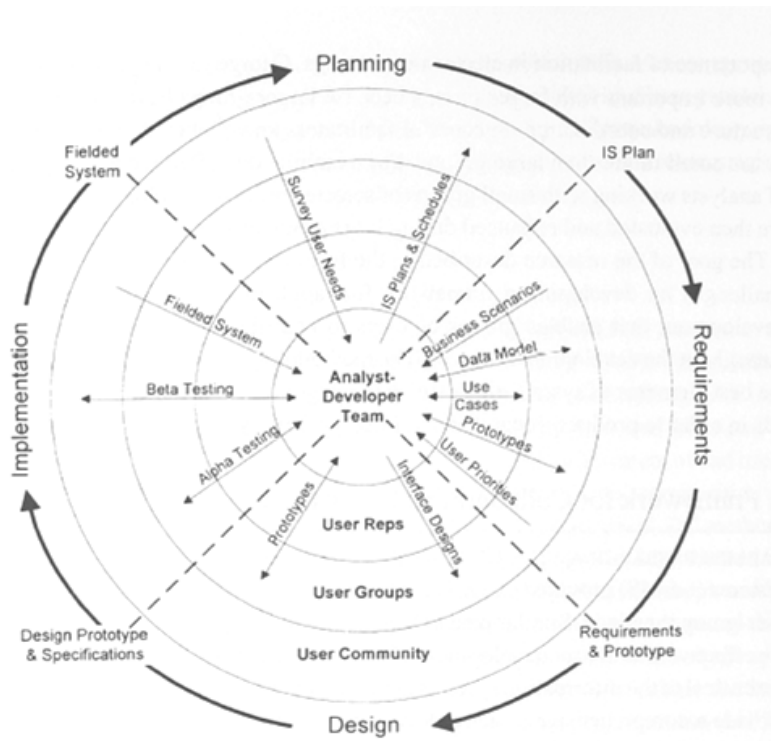 Planning
Fielded
System
IS Plan
Survey User Needs
IS Plans & Schedules
Fielded System
Business Scenarios
Data Model
Beta Testing
Analyst-
Developer
Team
Use
Cases
Implementation
Requirements
Alpha Testing
Prototypes
User Priorities
Prototypes
Interface Designs
User Reps
User Groups
Design Prototype
& Specifications
User Community
Requirements
& Prototype
Design